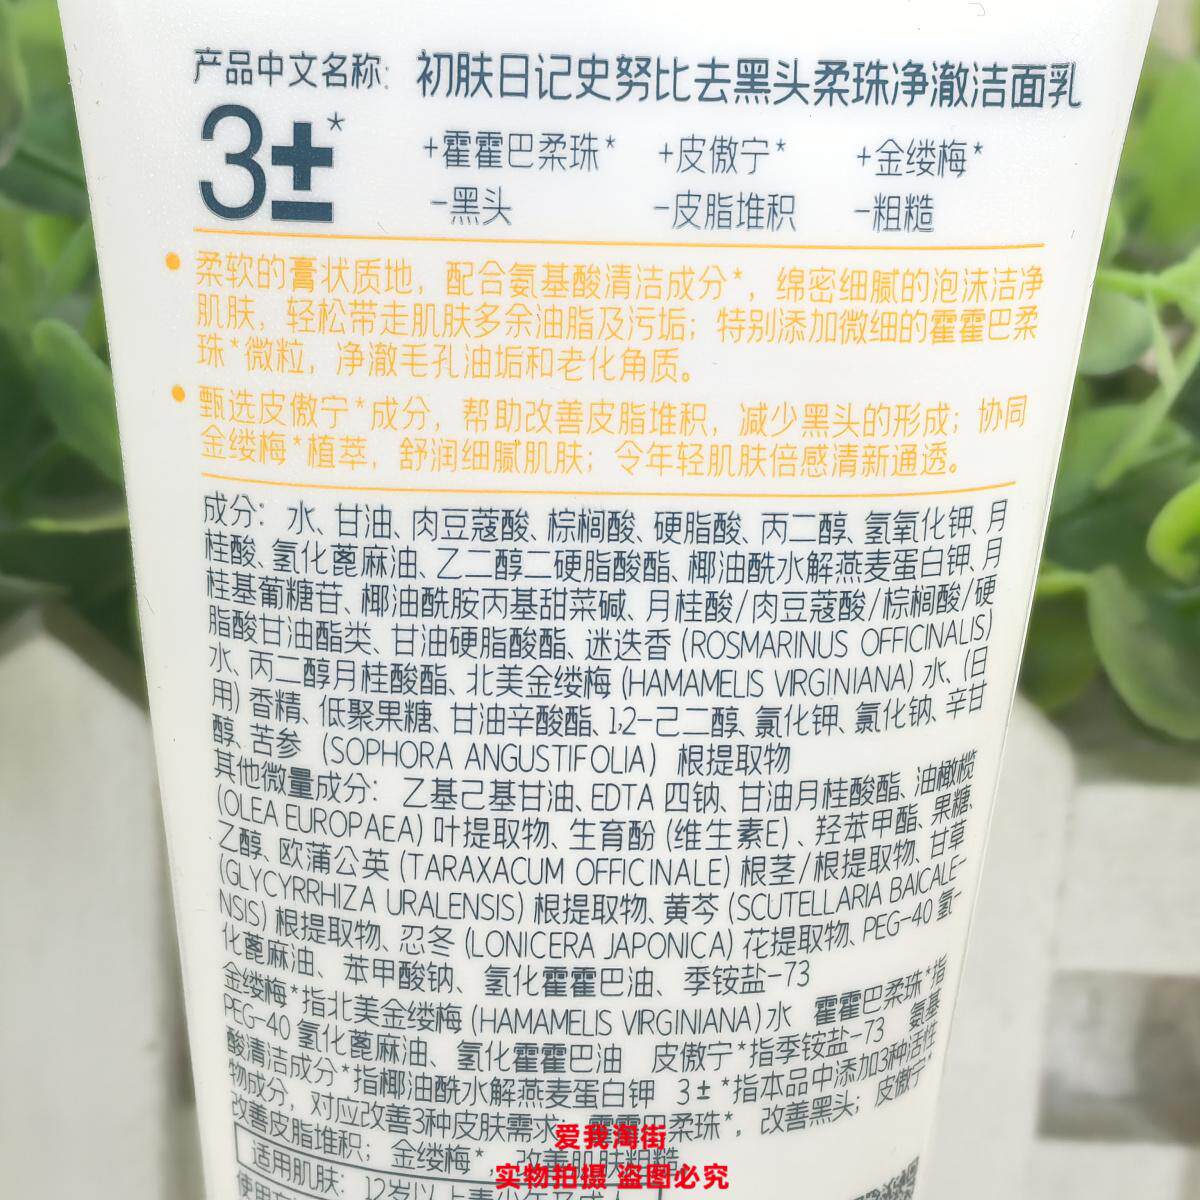 产品中文名称: 初肤日记史努比去黑头柔珠净澈洁面乳
3±*
+霍霍巴柔珠* +皮傲宁* +金缕梅*
-黑头 -皮脂堆积 -粗糙
• 柔软的膏状质地，配合氨基酸清洁成分*，绵密细腻的泡沫洁净
肌肤，轻松带走肌肤多余油脂及污垢；特别添加微细的霍霍巴柔
珠*微粒，净澈毛孔油垢和老化角质。
• 甄选皮傲宁*成分，帮助改善皮脂堆积，减少黑头的形成；协同
金缕梅*植萃，舒润细腻肌肤；令年轻肌肤倍感清新通透。
成分：水、甘油、肉豆蔻酸、棕榈酸、硬脂酸、丙二醇、氢氧化钾、月
桂酸、氢化蓖麻油、乙二醇二硬脂酸酯、椰油酰水解燕麦蛋白钾、月
桂基葡糖苷、椰油酰胺丙基甜菜碱、月桂酸/肉豆蔻酸/棕榈酸/硬
脂酸甘油酯类、甘油硬脂酸酯、迷迭香 (ROSMARINUS OFFICINALIS)
水、丙二醇月桂酸酯、北美金缕梅 (HAMAMELIS VIRGINIANA) 水、(日
用) 香精、低聚果糖、甘油辛酸酯、1,2-己二醇、氯化钾、氯化钠、辛甘
醇、苦参 (SOPHORA ANGUSTIFOLIA) 根提取物
其他微量成分：乙基己基甘油、EDTA 四钠、甘油月桂酸酯、油橄榄
(OLEA EUROPAEA) 叶提取物、生育酚 (维生素E)、羟苯甲酯、果糖、
乙醇、欧蒲公英 (TARAXACUM OFFICINALE) 根茎/根提取物、甘草
(GLYCYRRHIZA URALENSIS) 根提取物、黄芩 (SCUTELLARIA BAICALE-
NSIS) 根提取物、忍冬 (LONICERA JAPONICA) 花提取物、PEG-40 氢-
化蓖麻油、苯甲酸钠、氢化霍霍巴油、季铵盐-73
金缕梅*指北美金缕梅 (HAMAMELIS VIRGINIANA) 水 霍霍巴柔珠*指
PEG-40 氢化蓖麻油、氢化霍霍巴油 皮傲宁*指季铵盐-73 氨基
酸清洁成分*指椰油酰水解燕麦蛋白钾 3±*指本品中添加3种活性
物成分，对应改善3种皮肤需求：霍霍巴柔珠*，改善黑头；皮傲宁*
改善皮脂堆积；金缕梅*，改善肌肤粗糙
适用肌肤：12岁以上青少年及成人
爱我淘街
实物拍摄 盗图必究